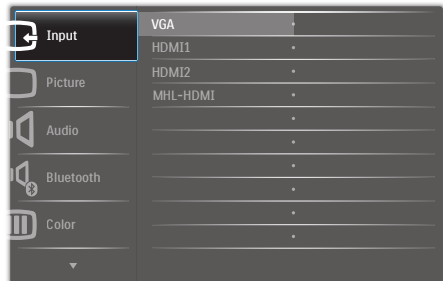 Input
Picture
Audio
Bluetooth
Color
VGA
HDMI1
HDMI2
MHL-HDMI